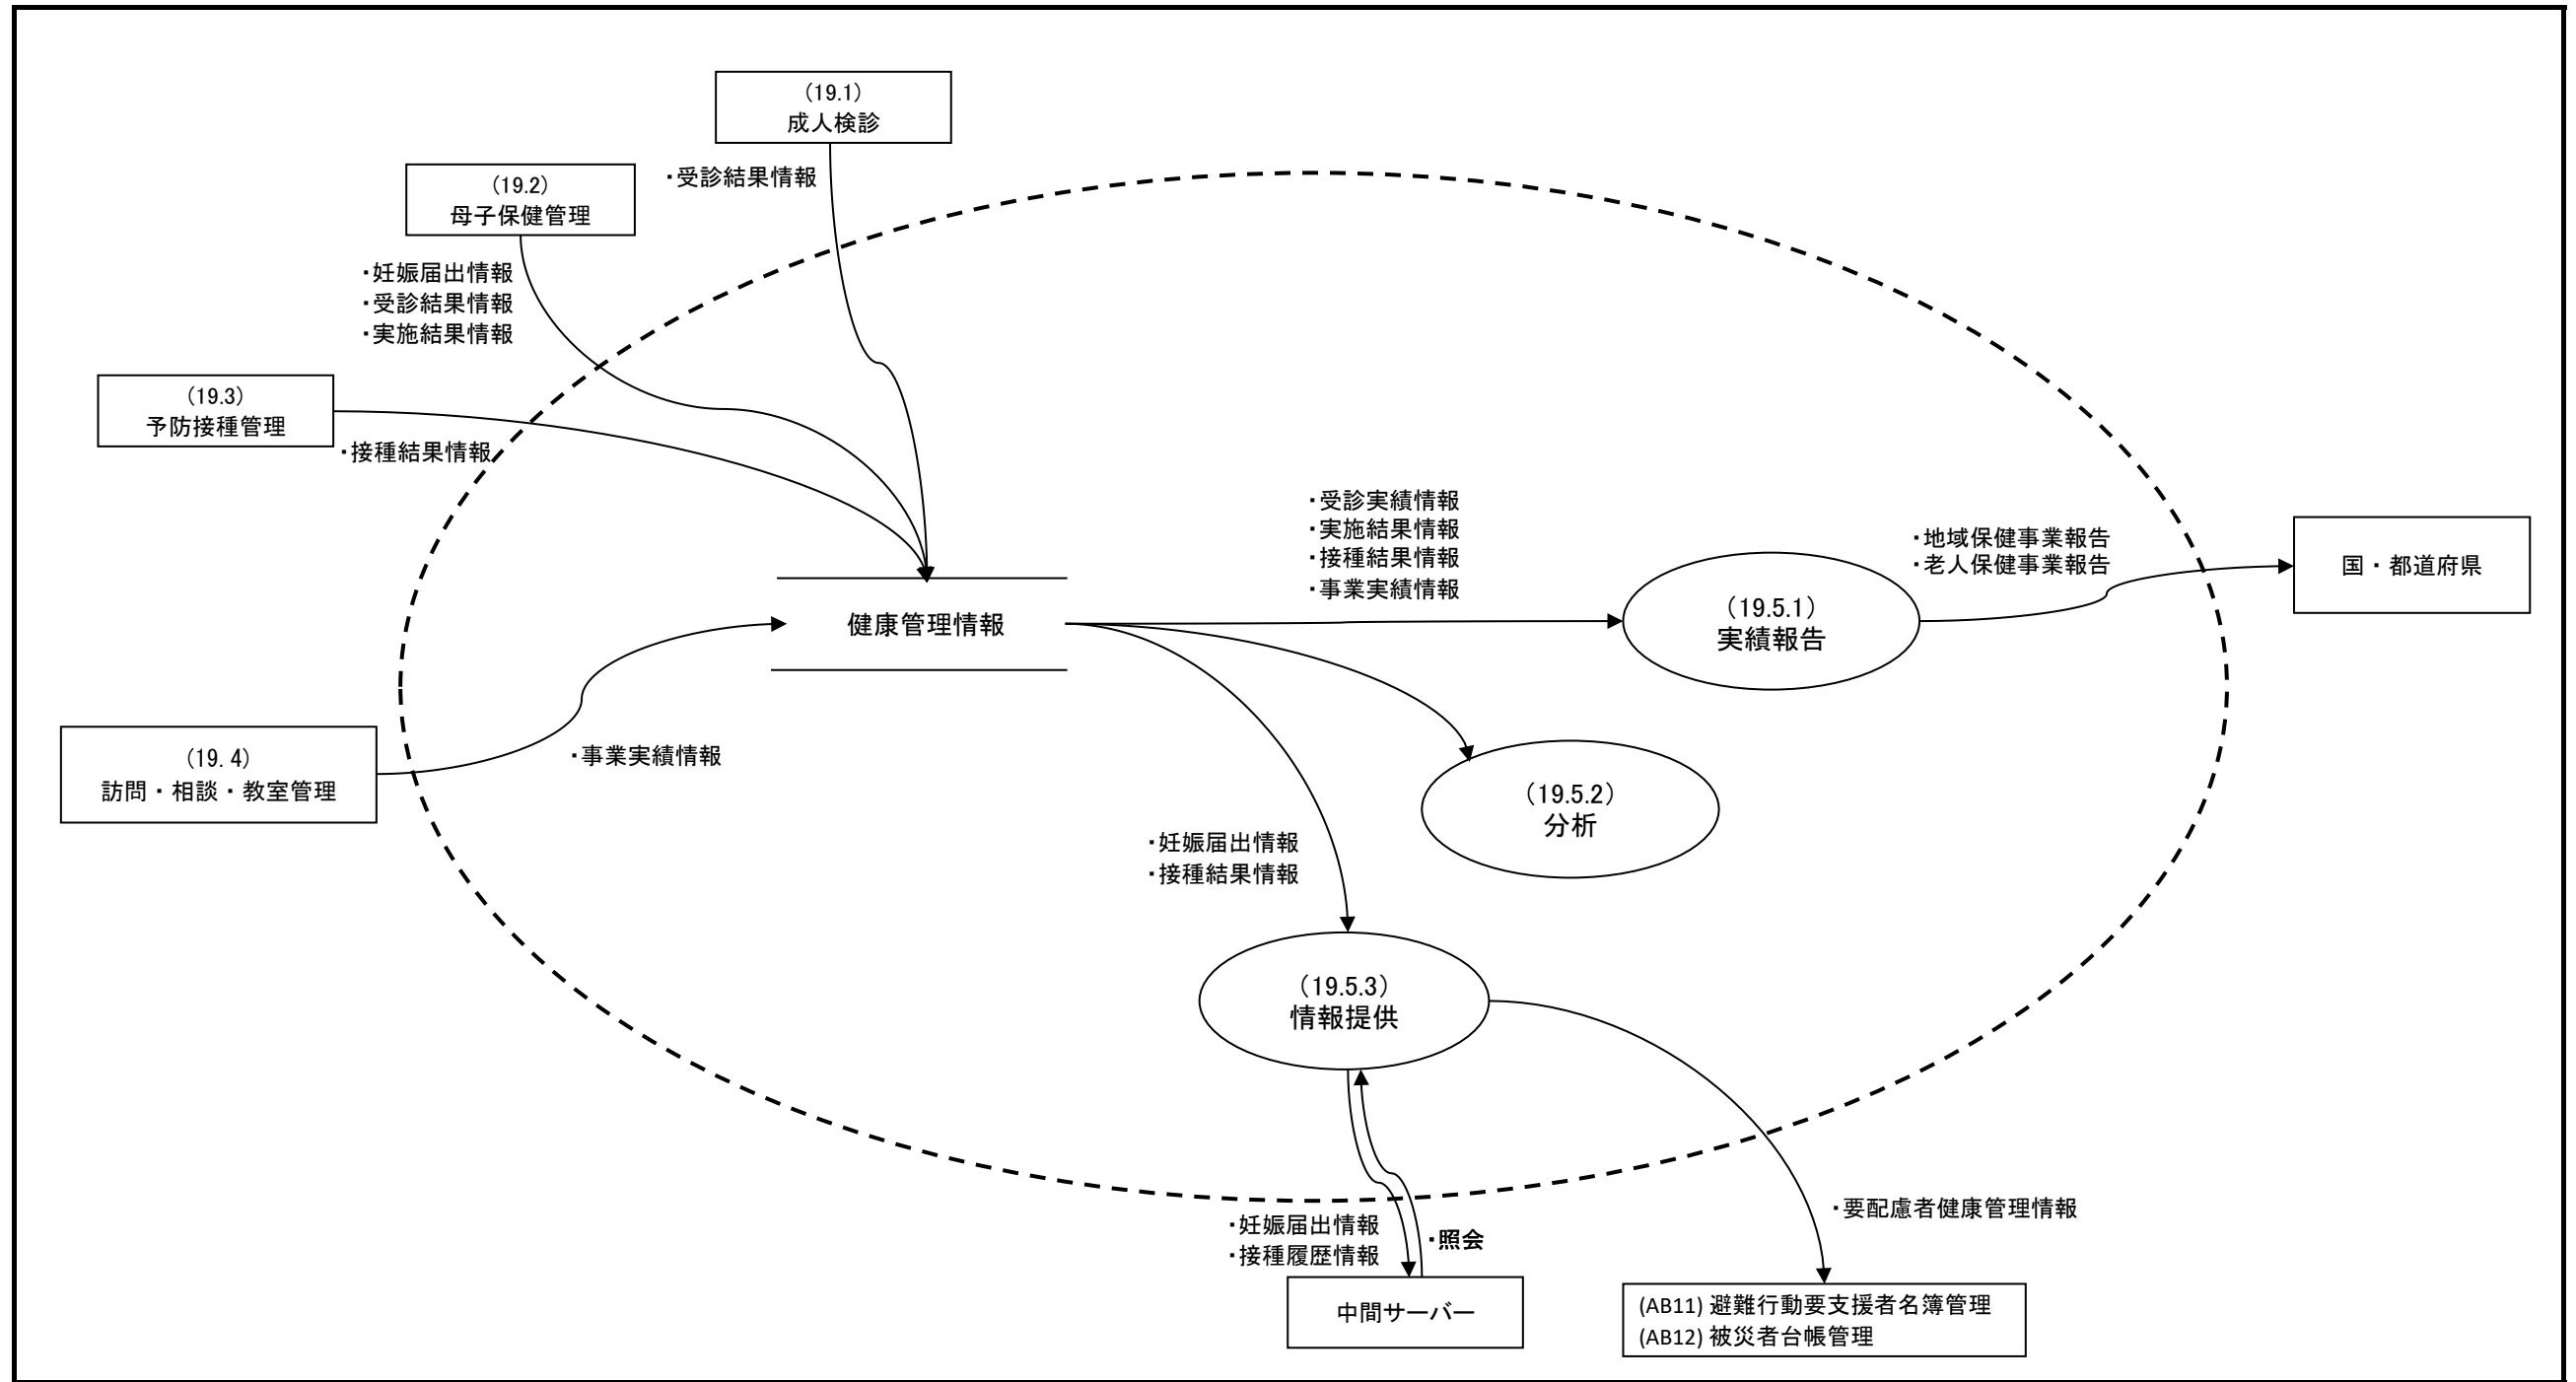 （19.1）
成人検診
・受診結果情報
（19.2）
母子保健管理
・妊娠届出情報
・受診結果情報
・実施結果情報
（19.3）
予防接種管理
・接種結果情報
・受診実績情報
・実施結果情報
・接種結果情報
・事業実績情報
・地域保健事業報告
・老人保健事業報告
国・都道府県
健康管理情報
（19.5.1）
実績報告
（19. 4）
訪問・相談・教室管理
・事業実績情報
（19.5.2）
分析
・妊娠届出情報
・接種結果情報
（19.5.3）
情報提供
・妊娠届出情報
・接種履歴情報
・照会
・要配慮者健康管理情報
中間サーバー
(AB11) 避難行動要支援者名簿管理
(AB12) 被災者台帳管理